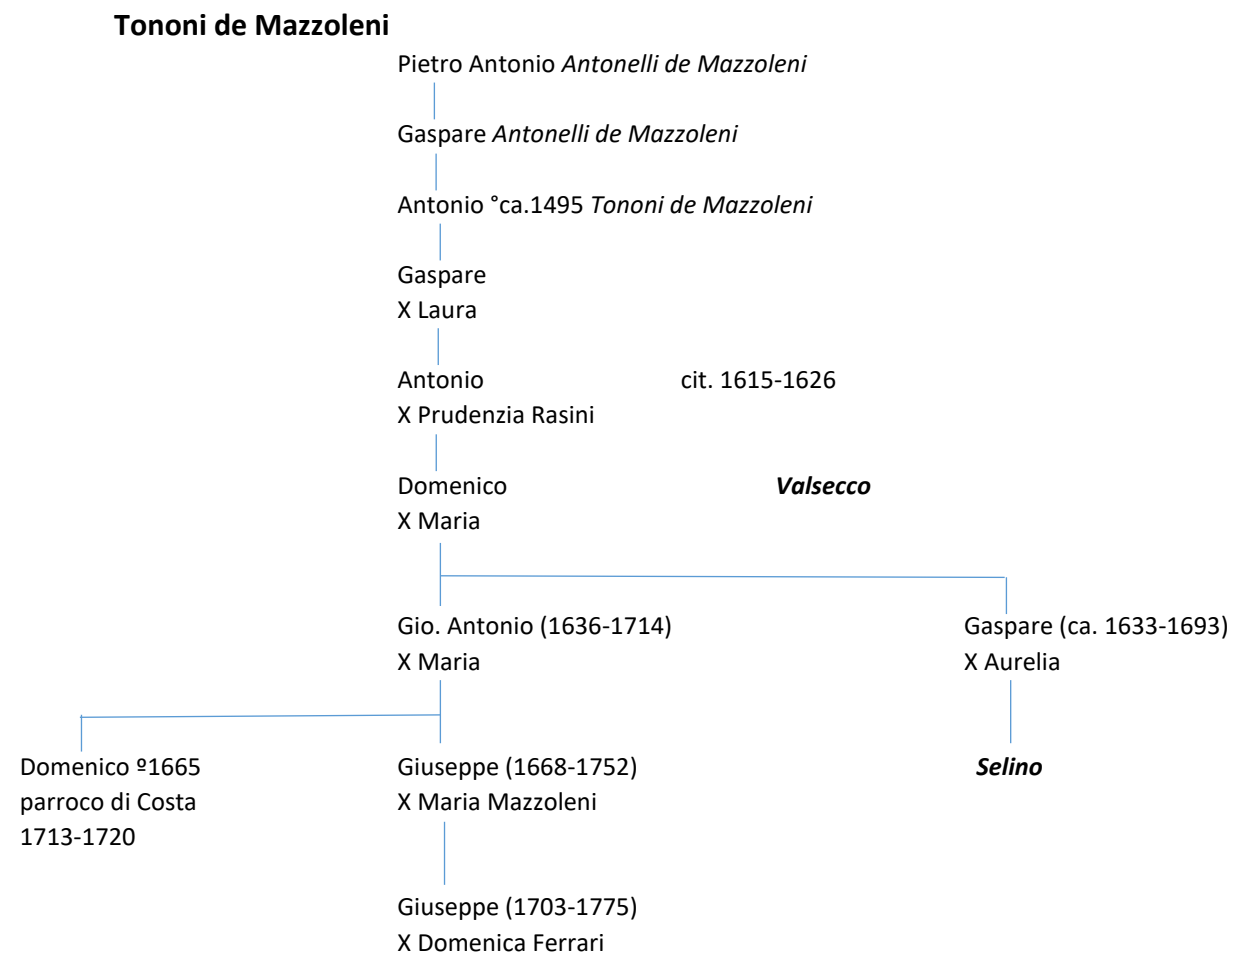 Tononi de Mazzoleni
Pietro Antonio Antonelli de Mazzoleni
Gaspare Antonelli de Mazzoleni
Antonio °ca.1495 Tononi de Mazzoleni
Gaspare
X Laura
Antonio cit. 1615-1626
X Prudenzia Rasini
Domenico Valsecco
X Maria
Gio. Antonio (1636-1714) Gaspare (ca. 1633-1693)
X Maria X Aurelia
Domenico º1665 Giuseppe (1668-1752) Selino
parroco di Costa X Maria Mazzoleni
1713-1720
Giuseppe (1703-1775)
X Domenica Ferrari